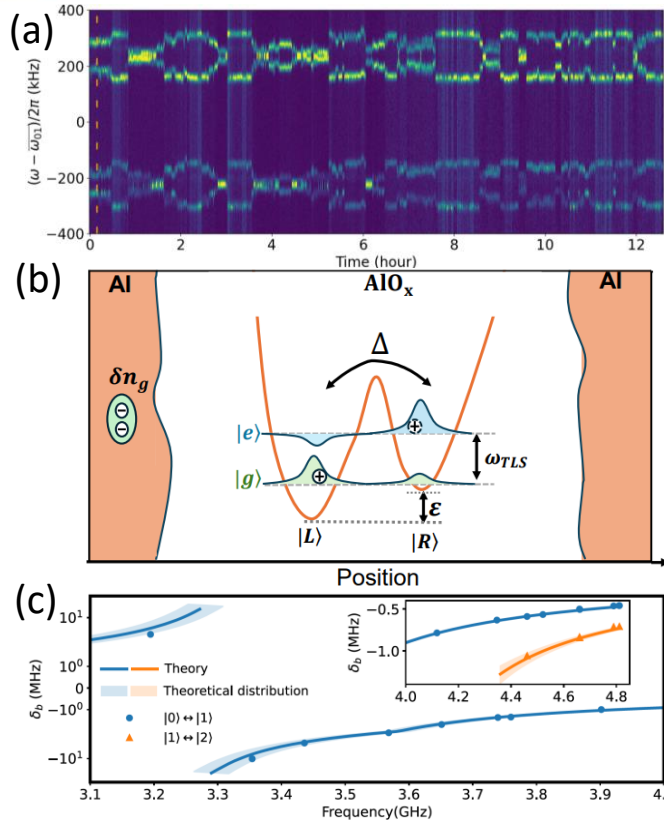 (a)
400
200
0
−200
−400
(ω − ω̅₀₁)/2π (kHz)
0
2
4
6
8
10
12
Time (hour)
(b)
Al
AlOₓ
Al
Δ
δn_g
|e⟩
ω_TLS
|g⟩
ε
|L⟩
|R⟩
Position
(c)
10¹
10⁰
0
−10⁰
−10¹
δ_b (MHz)
Theory
Theoretical distribution
|0⟩ ↔ |1⟩
|1⟩ ↔ |2⟩
−0.5
−1.0
δ_b (MHz)
4.0 4.2 4.4 4.6 4.8
3.1 3.2 3.3 3.4 3.5 3.6 3.7 3.8 3.9 4.
Frequency(GHz)